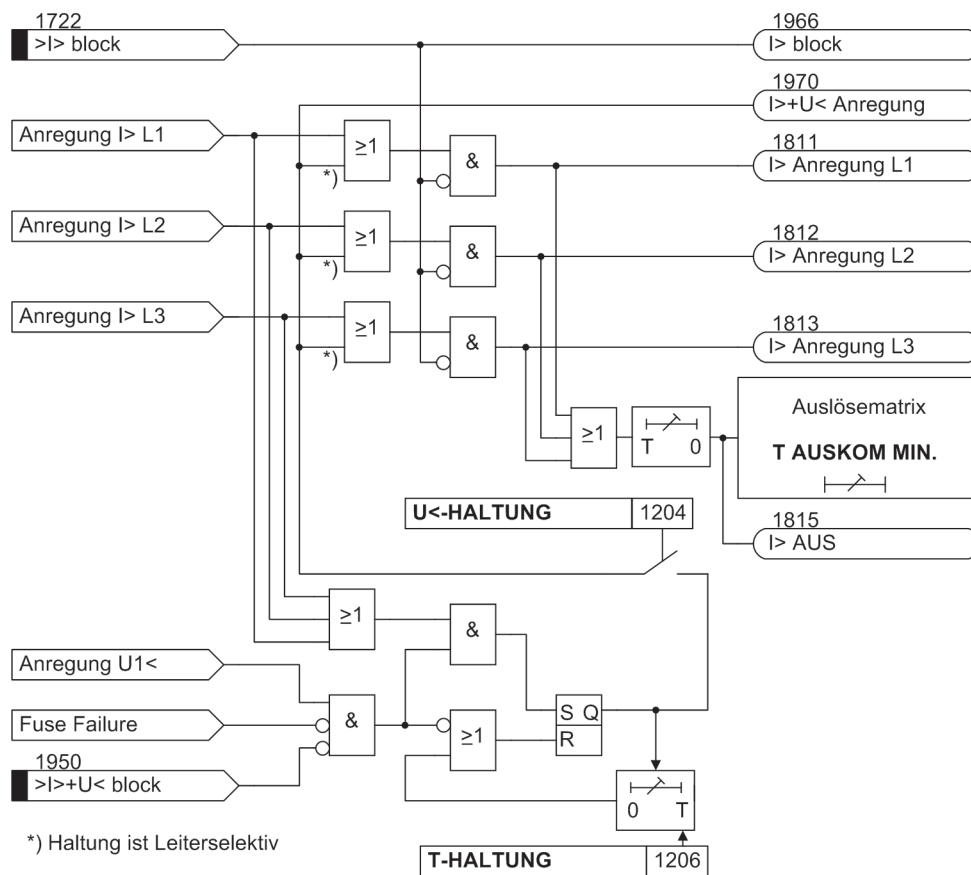 1722
>I> block
1966
I> block
1970
I>+U< Anregung
Anregung I> L1
≥1
*)
&
1811
I> Anregung L1
Anregung I> L2
≥1
*)
&
1812
I> Anregung L2
Anregung I> L3
≥1
*)
&
1813
I> Anregung L3
≥1
T 0
Auslösematrix
T AUSKOM MIN.
U<-HALTUNG 1204
1815
I> AUS
≥1
&
Anregung U1<
Fuse Failure
&
≥1
S Q
R
1950
>I>+U< block
0 T
*) Haltung ist Leiterselektiv
T-HALTUNG 1206